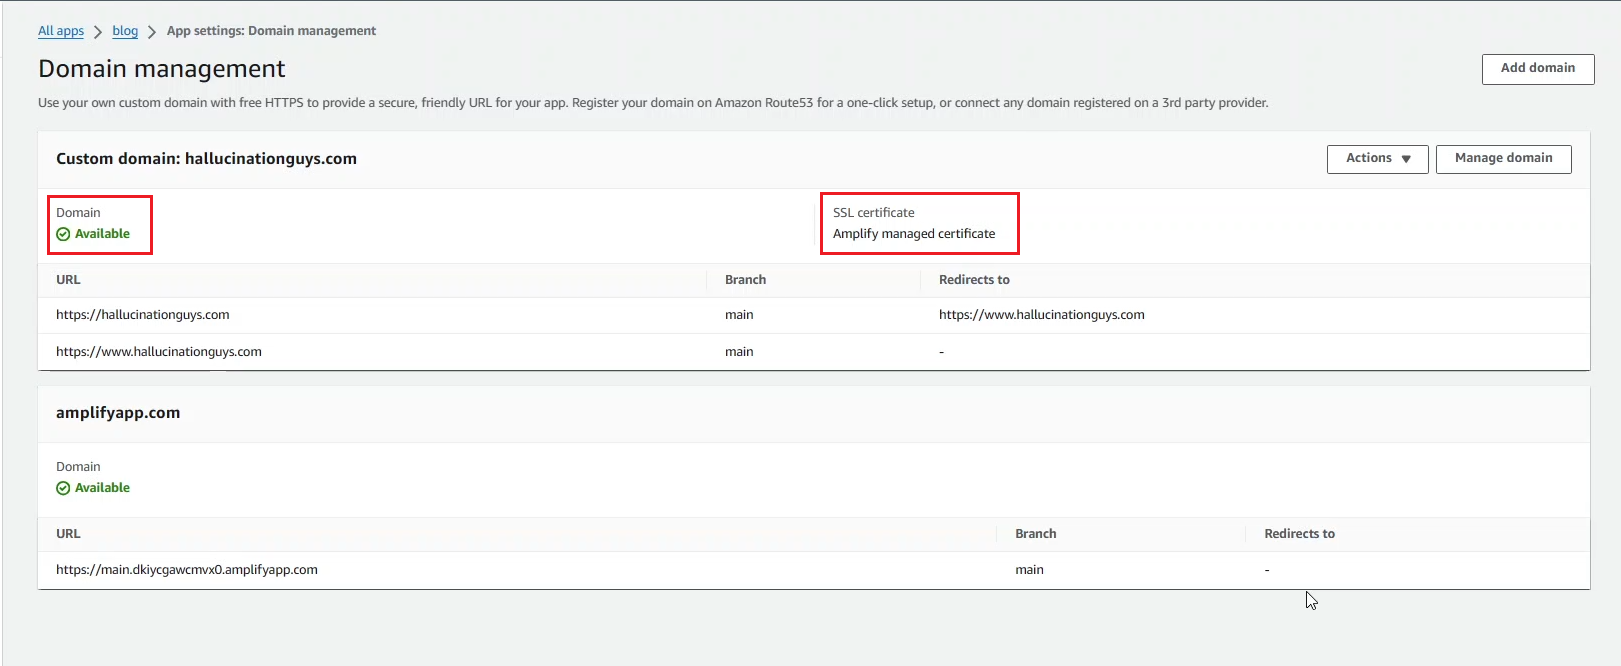 All apps > blog > App settings: Domain management
Domain management
Add domain
Use your own custom domain with free HTTPS to provide a secure, friendly URL for your app. Register your domain on Amazon Route53 for a one-click setup, or connect any domain registered on a 3rd party provider.
Custom domain: hallucinationguys.com
Actions
Manage domain
Domain
Available
SSL certificate
Amplify managed certificate
URL Branch Redirects to
https://hallucinationguys.com main https://www.hallucinationguys.com
https://www.hallucinationguys.com main -
amplifyapp.com
Domain
Available
URL Branch Redirects to
https://main.dkiycgawcmvx0.amplifyapp.com main -